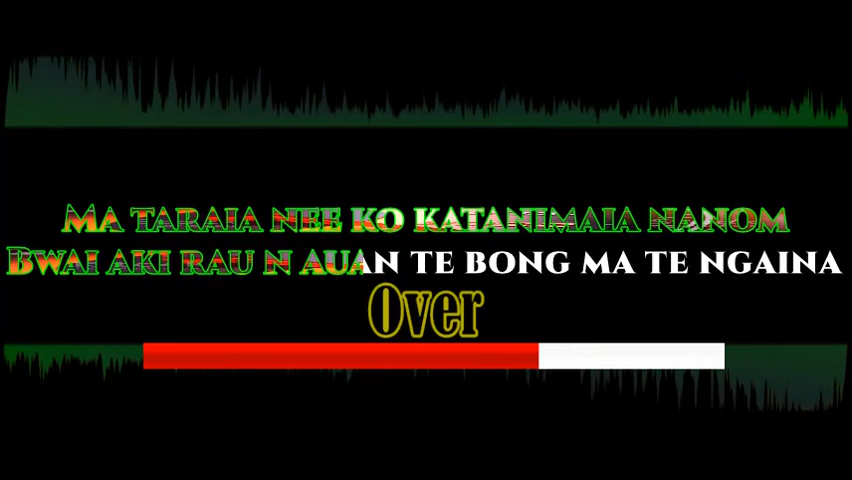 Ma taraia nee ko katanimaia nanom
Bwai aki rau n auan te bong ma te ngaina
Over